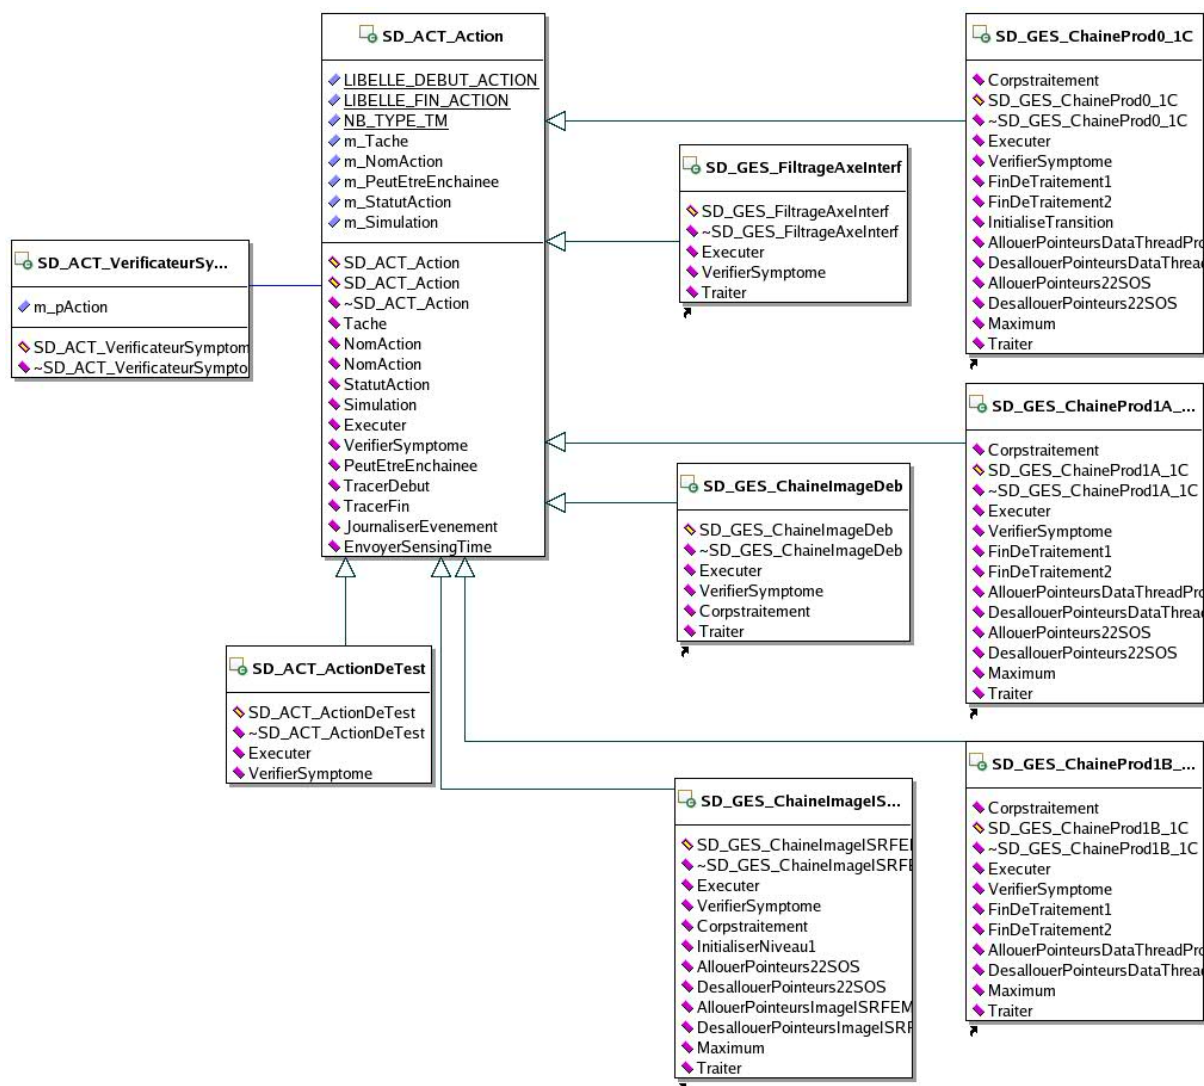 SD_ACT_Action
LIBELLE_DEBUT_ACTION
LIBELLE_FIN_ACTION
NB_TYPE_TM
m_Tache
m_NomAction
m_PeutEtreEnchainee
m_StatutAction
m_Simulation
SD_ACT_Action
SD_ACT_Action
~SD_ACT_Action
Tache
NomAction
NomAction
StatutAction
Simulation
Executer
VerifierSymptome
PeutEtreEnchainee
TracerDebut
TracerFin
JournaliserEvenement
EnvoyerSensingTime
SD_ACT_VerificateurSy...
m_pAction
SD_ACT_VerificateurSymptom
~SD_ACT_VerificateurSympto
SD_ACT_ActionDeTest
SD_ACT_ActionDeTest
~SD_ACT_ActionDeTest
Executer
VerifierSymptome
SD_GES_FiltrageAxeInterf
SD_GES_FiltrageAxeInterf
~SD_GES_FiltrageAxeInterf
Executer
VerifierSymptome
Traiter
SD_GES_ChaineImageDeb
SD_GES_ChaineImageDeb
~SD_GES_ChaineImageDeb
Executer
VerifierSymptome
Corpstraitement
Traiter
SD_GES_ChaineImageIS...
SD_GES_ChaineImageISRFEI
~SD_GES_ChaineImageISRFE
Executer
VerifierSymptome
Corpstraitement
InitialiserNiveau1
AllouerPointeurs22SOS
DesallouerPointeurs22SOS
AllouerPointeursImageISRFEM
DesallouerPointeursImageISRF
Maximum
Traiter
SD_GES_ChaineProd0_1C
Corpstraitement
SD_GES_ChaineProd0_1C
~SD_GES_ChaineProd0_1C
Executer
VerifierSymptome
FinDeTraitement1
FinDeTraitement2
InitialiseTransition
AllouerPointeursDataThreadPro
DesallouerPointeursDataThread
AllouerPointeurs22SOS
DesallouerPointeurs22SOS
Maximum
Traiter
SD_GES_ChaineProd1A_...
Corpstraitement
SD_GES_ChaineProd1A_1C
~SD_GES_ChaineProd1A_1C
Executer
VerifierSymptome
FinDeTraitement1
FinDeTraitement2
AllouerPointeursDataThreadPro
DesallouerPointeursDataThread
AllouerPointeurs22SOS
DesallouerPointeurs22SOS
Maximum
Traiter
SD_GES_ChaineProd1B_...
Corpstraitement
SD_GES_ChaineProd1B_1C
~SD_GES_ChaineProd1B_1C
Executer
VerifierSymptome
FinDeTraitement1
FinDeTraitement2
AllouerPointeursDataThreadPro
DesallouerPointeursDataThread
Maximum
Traiter